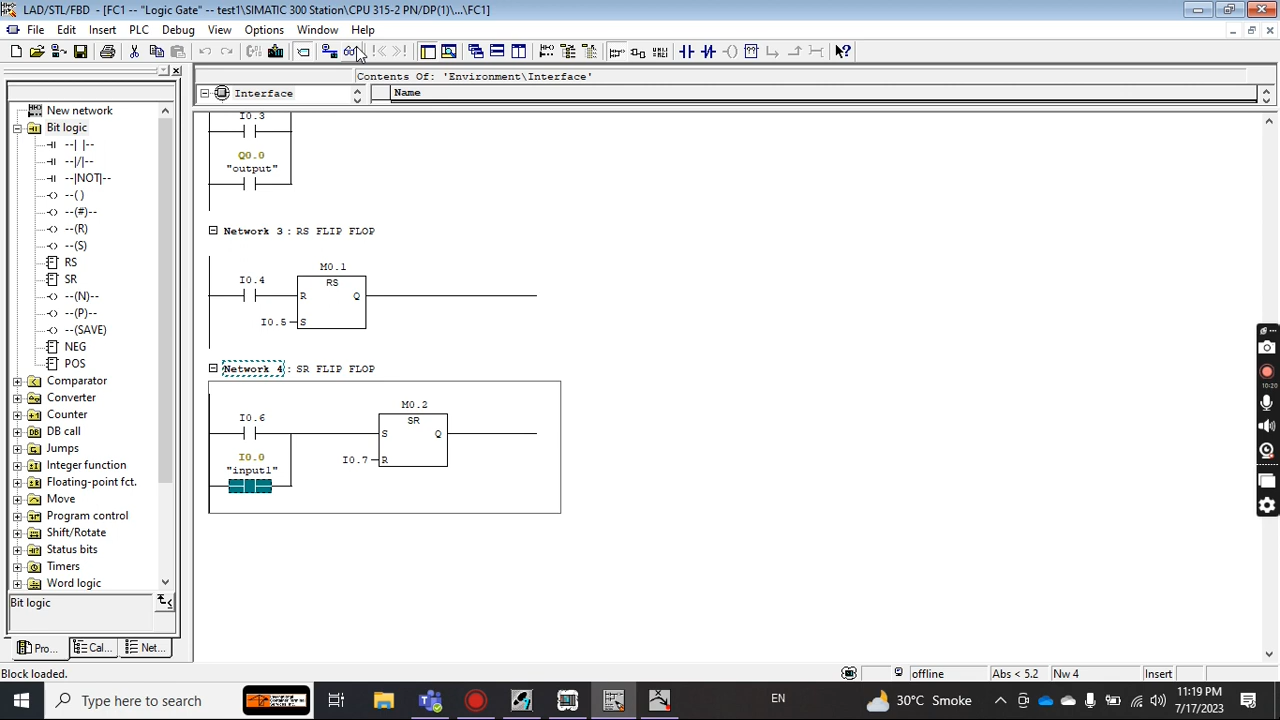 LAD/STL/FBD - [FC1 -- "Logic Gate" -- test1\SIMATIC 300 Station\CPU 315-2 PN/DP(1)\...\FC1]
File Edit Insert PLC Debug View Options Window Help
Contents Of: 'Environment\Interface'
Interface
Name
New network
Bit logic
--| |--
--|/|--
--|NOT|--
--( )
--(#)--
--(R)
--(S)
RS
SR
--(N)--
--(P)--
--(SAVE)
NEG
POS
Comparator
Converter
Counter
DB call
Jumps
Integer function
Floating-point fct.
Move
Program control
Shift/Rotate
Status bits
Timers
Word logic
Bit logic
Pro... Cal... Net...
I0.3
Q0.0
"output"
Network 3 : RS FLIP FLOP
M0.1
I0.4 RS
R Q
I0.5 S
Network 4 : SR FLIP FLOP
M0.2
I0.6 SR
S Q
I0.0
I0.7 R
"input1"
10:20
Block loaded.
offline Abs < 5.2 Nw 4 Insert
Type here to search
EN
30°C Smoke
11:19 PM
7/17/2023